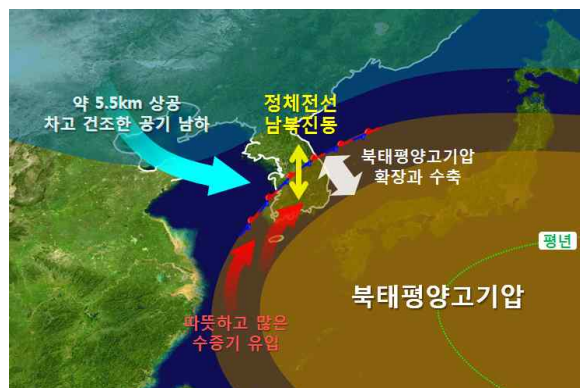 약 5.5km 상공
차고 건조한 공기 남하
정체전선
남북진동
북태평양고기압
확장과 수축
평년
북태평양고기압
따뜻하고 많은
수증기 유입